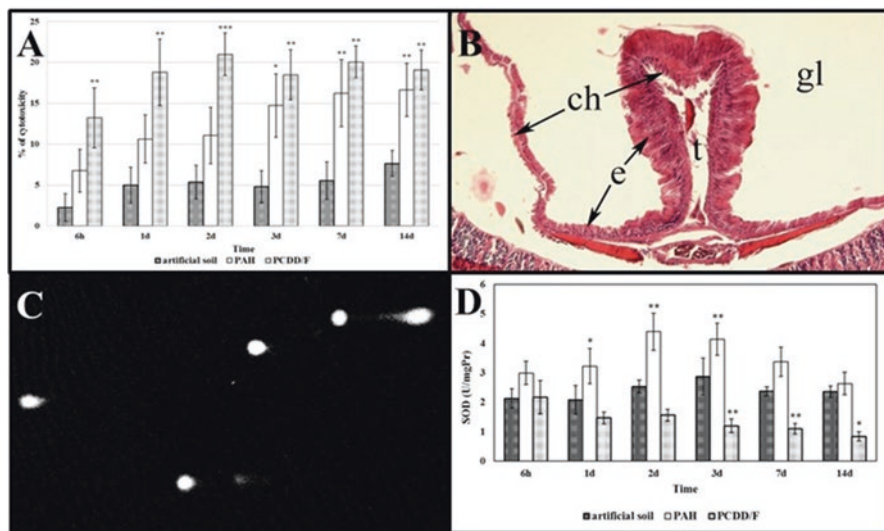 A
% of cytotoxicity
25
20
15
10
5
0
** ** *** * ** ** ** ** **
6h 1d 2d 3d 7d 14d
Time
artificial soil PAH PCDD/F
B
ch
gl
t
e
C
D
SOD (U/mgPr)
6
5
4
3
2
1
0
* ** ** ** ** *
6h 1d 2d 3d 7d 14d
Time
artificial soil PAH PCDD/F